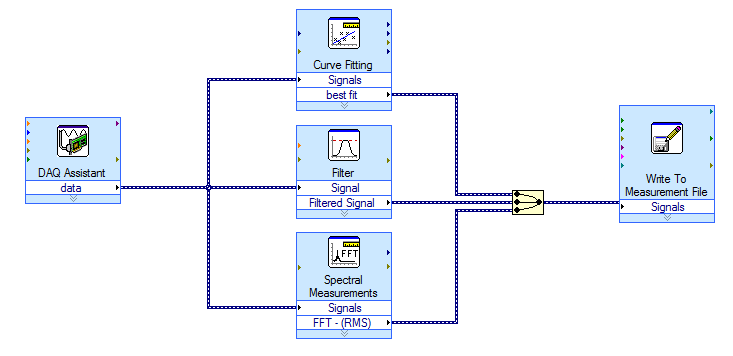 Curve Fitting
Signals
best fit
DAQ Assistant
data
Filter
Signal
Filtered Signal
FFT
Spectral
Measurements
Signals
FFT - (RMS)
Write To
Measurement File
Signals